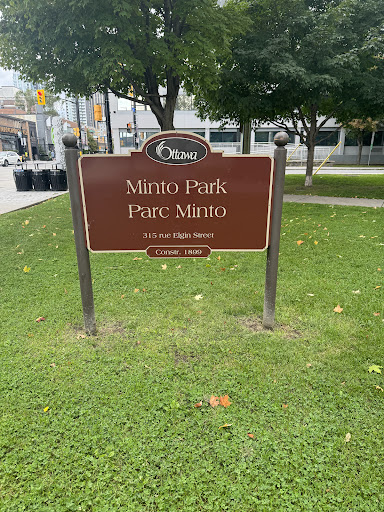 Ottawa
Minto Park
Parc Minto
315 rue Elgin Street
Constr. 1899